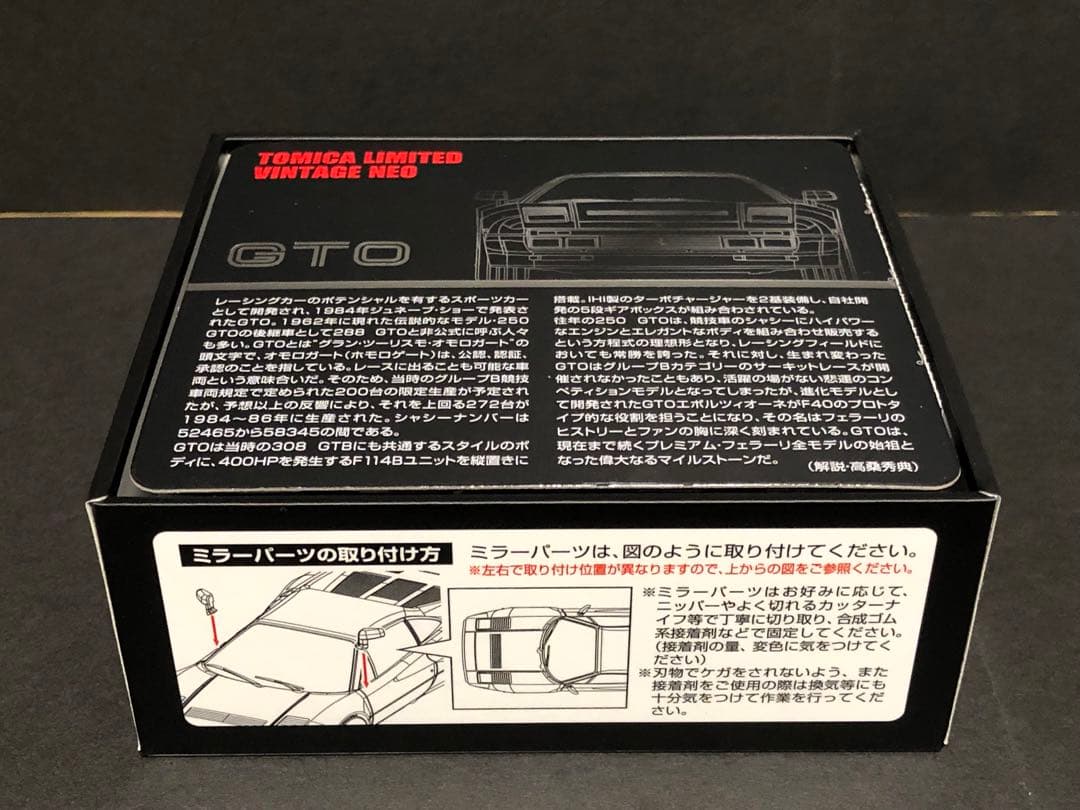 TOMICA LIMITED
VINTAGE NEO
GTO
レーシングカーのポテンシャルを有するスポーツカー
として開発され、1984年ジュネーブ・ショーで発表さ
れたGTO。1962年に現れた伝説的なモデル・250
GTOの後継車として288 GTOと非公式に呼ぶ人々
も多い。GTOとは“グラン・ツーリスモ・オモロガート”の
頭文字で、オモロガート(ホモロゲート)は、公認、認証、
承認のことを指している。レースに出ることも可能な車
両という意味合いだ。そのため、当時のグループB競技
車両規定で定められた200台の限定生産が予定され
たが、予想以上の反響により、それを上回る272台が
1984〜86年に生産された。シャシーナンバーは
52465から58345の間である。
GTOは当時の308 GTBにも共通するスタイルのボ
ディに、400HPを発生するF114Bユニットを縦置きに
搭載。IHI製のターボチャージャーを2基装備し、自社開
発の5段ギアボックスが組み合わされている。
往年の250 GTOは、競技車のシャシーにハイパワー
なエンジンとエレガントなボディを組み合わせ販売する
という方程式の理想形となり、レーシングフィールドに
おいても常勝を誇った。それに対し、生まれ変わった
GTOはグループBカテゴリーのサーキットレースが開
催されなかったこともあり、活躍の場がない悲運のコン
ペティションモデルとなってしまったが、進化モデルとし
て開発されたGTOエボルツィオーネがF40のプロトタ
イプ的な役割を担うことになり、その名はフェラーリの
ヒストリーとファンの胸に深く刻まれている。GTOは、
現在まで続くプレミアム・フェラーリ全モデルの始祖と
なった偉大なるマイルストーンだ。 (解説・高桑秀典)
ミラーパーツの取り付け方
ミラーパーツは、図のように取り付けてください。
※左右で取り付け位置が異なりますので、上からの図をご参照ください。
※ミラーパーツはお好みに応じて、
ニッパーやよく切れるカッターナ
イフ等で丁寧に切り取り、合成ゴム
系接着剤などで固定してください。
(接着剤の量、変色に気をつけてく
ださい)
※刃物でケガをされないよう、また
接着剤をご使用の際は換気等にも
十分気をつけて作業を行ってくだ
さい。